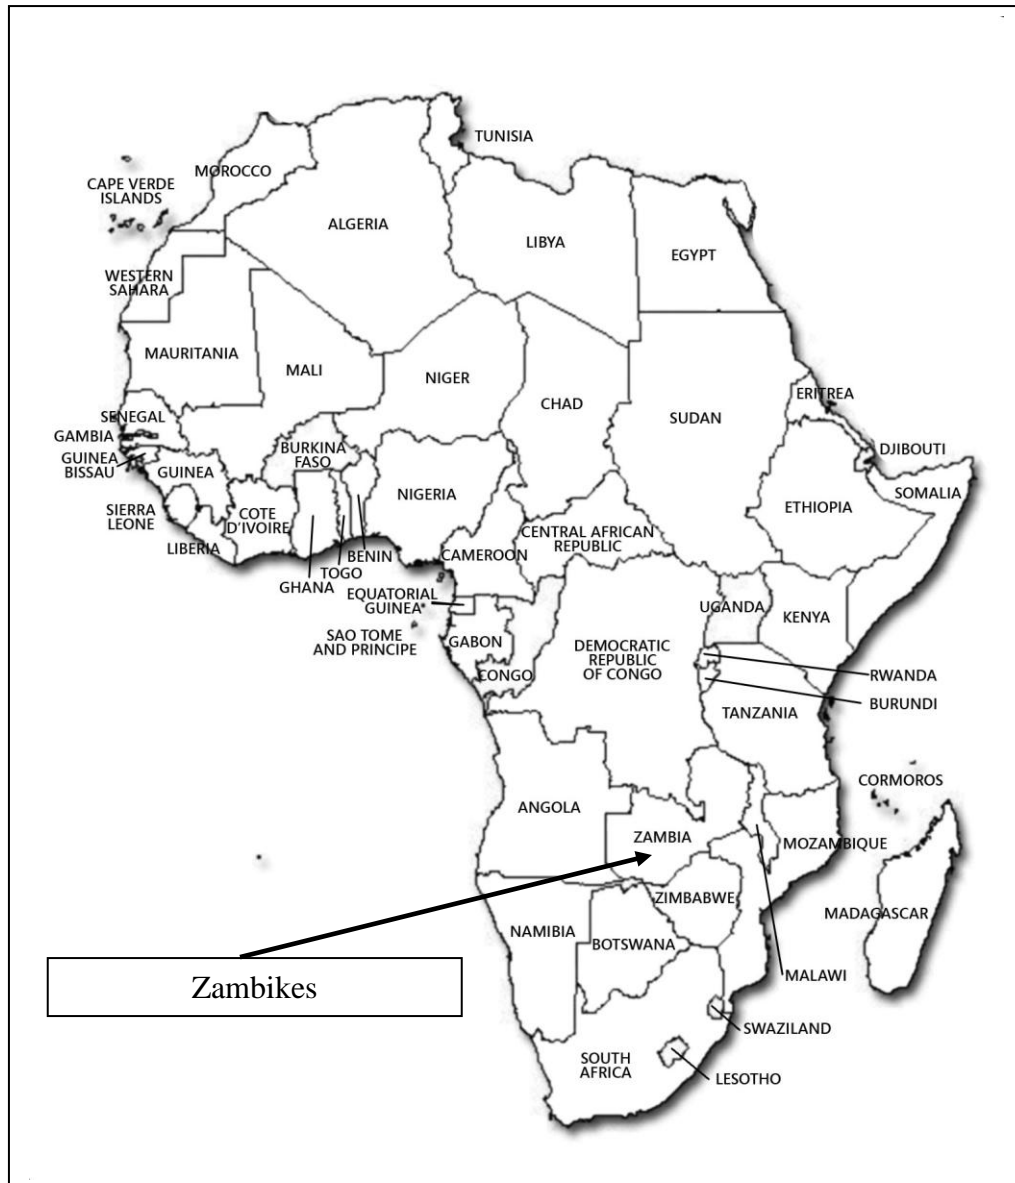 TUNISIA
MOROCCO
CAPE VERDE
ISLANDS
ALGERIA
LIBYA
EGYPT
WESTERN
SAHARA
MAURITANIA
MALI
NIGER
CHAD
SUDAN
ERITREA
SENEGAL
GAMBIA
GUINEA
BISSAU
GUINEA
BURKINA
FASO
DJIBOUTI
NIGERIA
SOMALIA
ETHIOPIA
SIERRA
LEONE
COTE
D'IVOIRE
LIBERIA
CENTRAL AFRICAN
REPUBLIC
CAMEROON
BENIN
TOGO
GHANA
EQUATORIAL
GUINEA
UGANDA
KENYA
SAO TOME
AND PRINCIPE
GABON
CONGO
DEMOCRATIC
REPUBLIC
OF CONGO
RWANDA
BURUNDI
TANZANIA
CORMOROS
ANGOLA
ZAMBIA
MOZAMBIQUE
ZIMBABWE
MADAGASCAR
NAMIBIA
BOTSWANA
MALAWI
Zambikes
SWAZILAND
SOUTH
AFRICA
LESOTHO